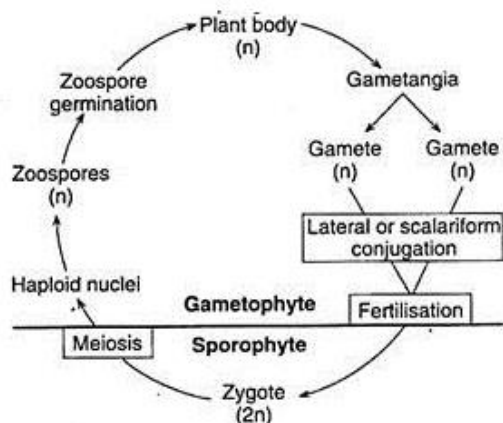 Plant body
(n)
Gametangia
Gamete
(n)
Gamete
(n)
Lateral or scalariform
conjugation
Fertilisation
Gametophyte
Sporophyte
Zygote
(2n)
Meiosis
Haploid nuclei
Zoospores
(n)
Zoospore
germination